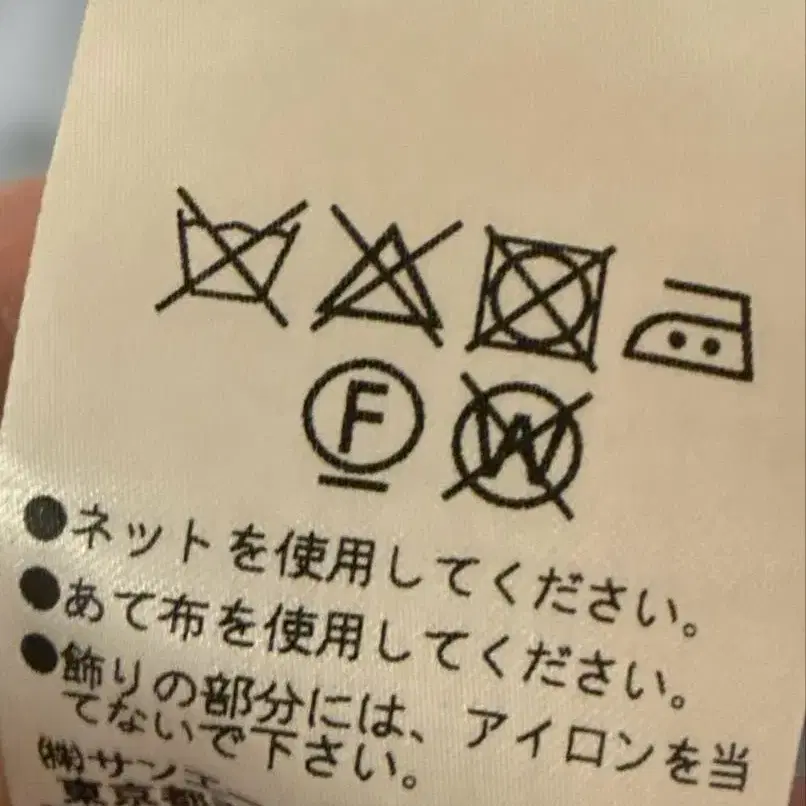 F
W
●ネットを使用してください。
●あて布を使用してください。
●飾りの部分には、アイロンを当
てないで下さい。
㈱サンエ
東京都